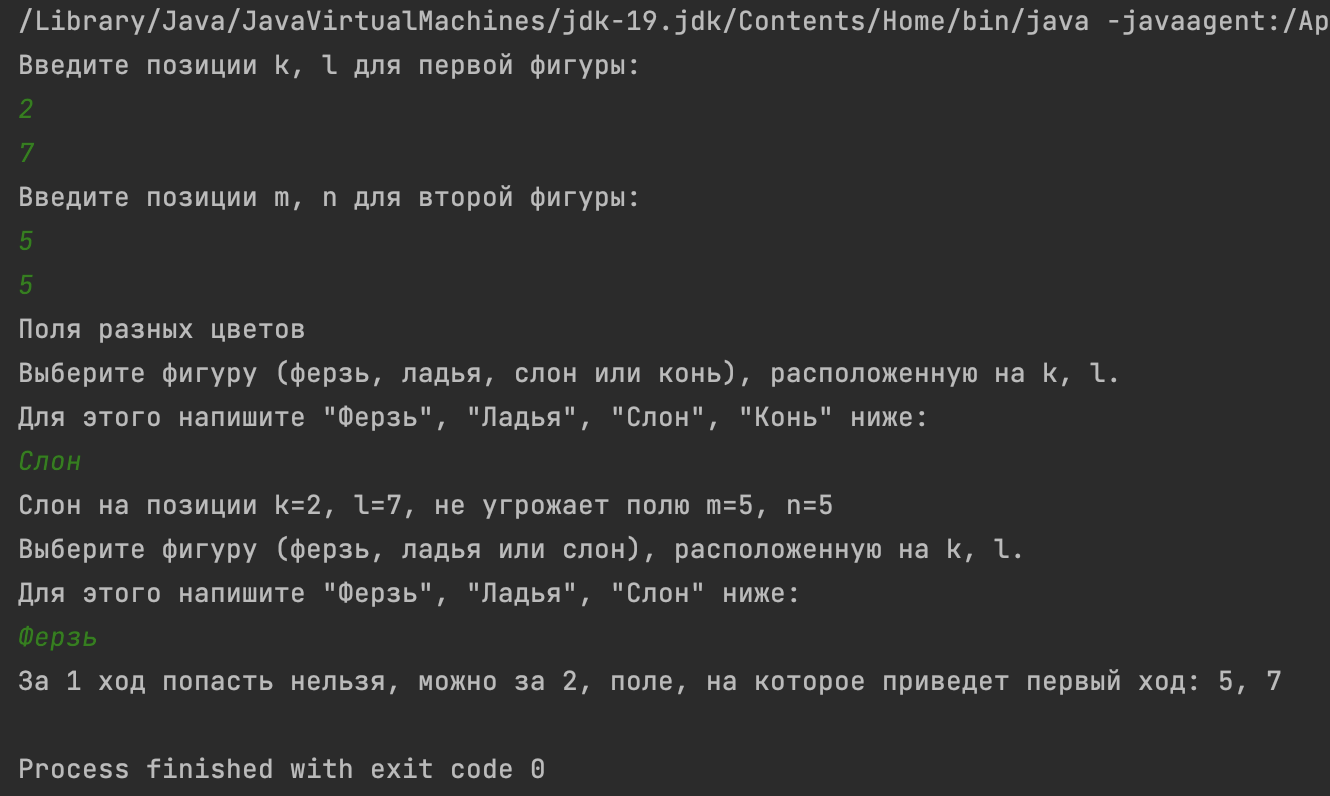 /Library/Java/JavaVirtualMachines/jdk-19.jdk/Contents/Home/bin/java -javaagent:/Ap
Введите позиции k, l для первой фигуры:
2
7
Введите позиции m, n для второй фигуры:
5
5
Поля разных цветов
Выберите фигуру (ферзь, ладья, слон или конь), расположенную на k, l.
Для этого напишите "Ферзь", "Ладья", "Слон", "Конь" ниже:
Слон
Слон на позиции k=2, l=7, не угрожает полю m=5, n=5
Выберите фигуру (ферзь, ладья или слон), расположенную на k, l.
Для этого напишите "Ферзь", "Ладья", "Слон" ниже:
Ферзь
За 1 ход попасть нельзя, можно за 2, поле, на которое приведет первый ход: 5, 7
Process finished with exit code 0